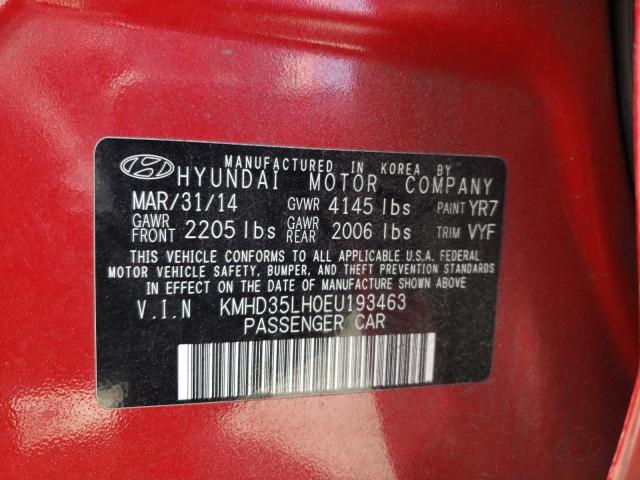 MANUFACTURED IN KOREA BY
HYUNDAI MOTOR COMPANY
MAR/31/14 GVWR 4145 lbs PAINT YR7
GAWR FRONT 2205 lbs GAWR REAR 2006 lbs TRIM VYF
THIS VEHICLE CONFORMS TO ALL APPLICABLE U.S.A. FEDERAL
MOTOR VEHICLE SAFETY, BUMPER, AND THEFT PREVENTION STANDARDS
IN EFFECT ON THE DATE OF MANUFACTURE SHOWN ABOVE.
V.I.N KMHD35LH0EU193463
PASSENGER CAR